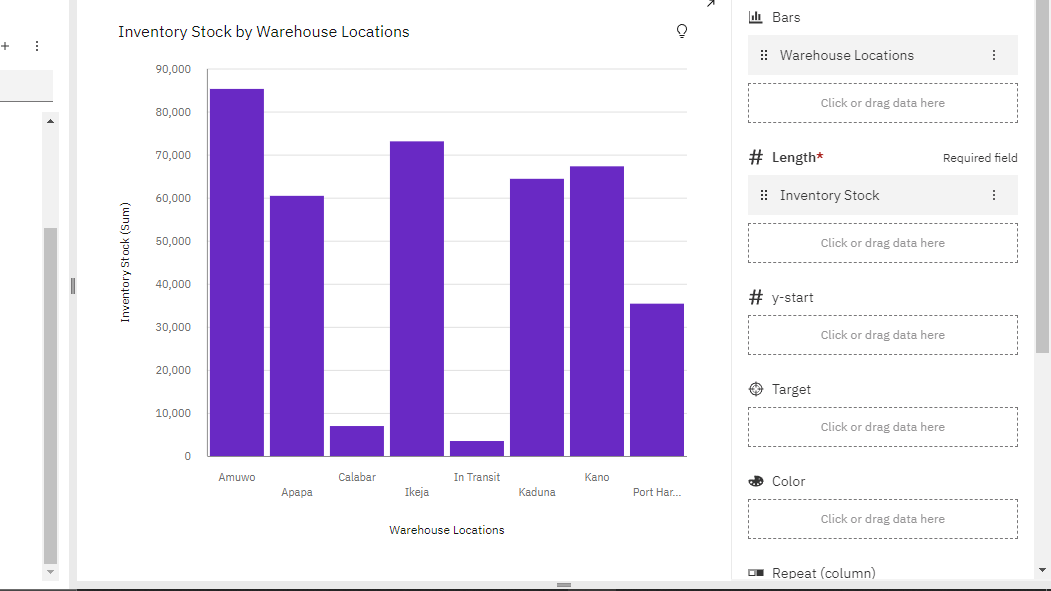 Inventory Stock by Warehouse Locations
90,000
80,000
70,000
60,000
50,000
40,000
30,000
20,000
10,000
0
Inventory Stock (Sum)
Amuwo
Apapa
Calabar
Ikeja
In Transit
Kaduna
Kano
Port Har...
Warehouse Locations
Bars
Warehouse Locations
Click or drag data here
# Length* Required field
Inventory Stock
Click or drag data here
# y-start
Click or drag data here
Target
Click or drag data here
Color
Click or drag data here
Repeat (column)